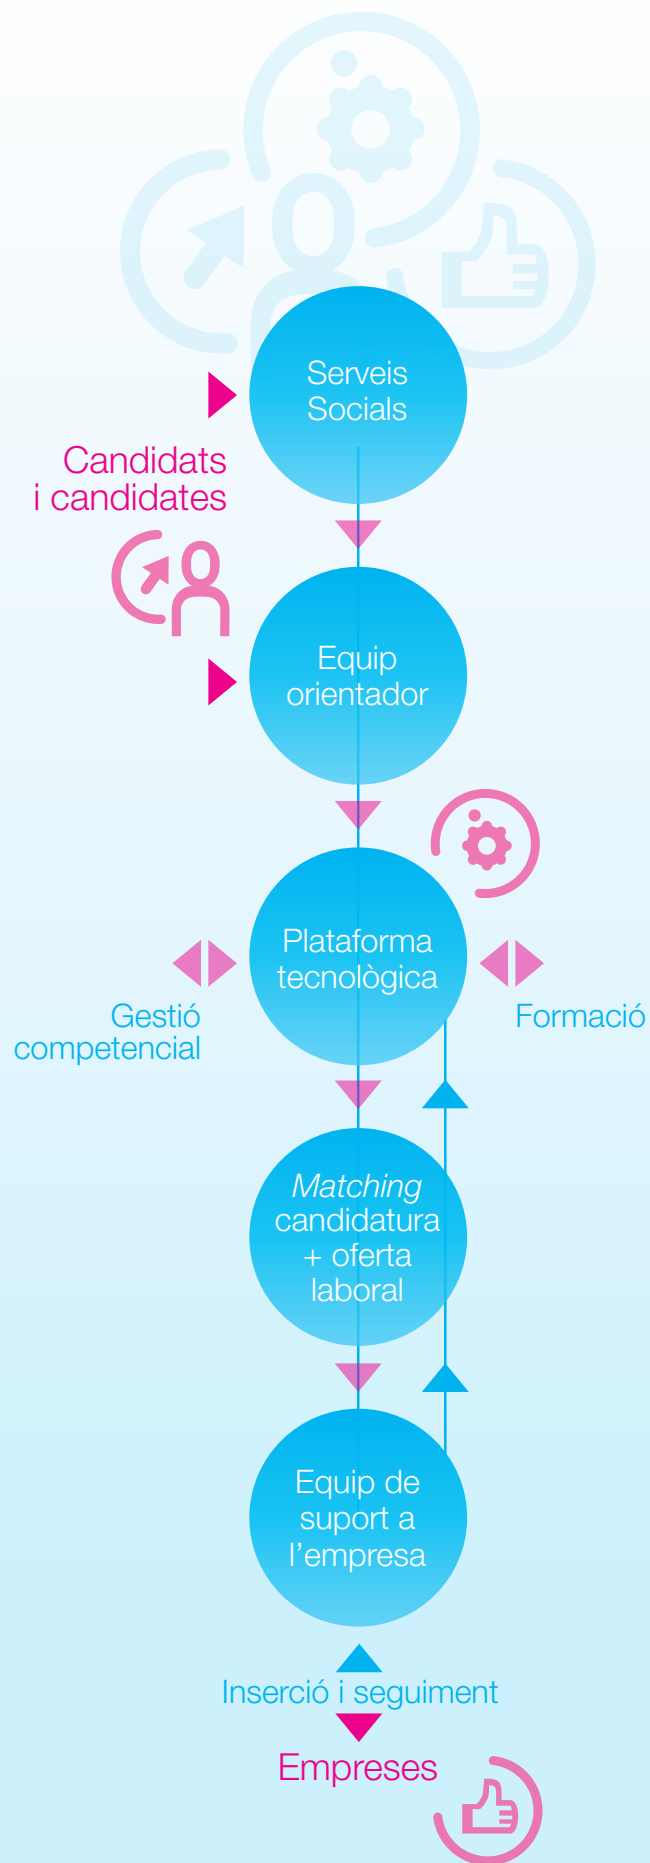 Serveis
Socials
Candidats
i candidates
Equip
orientador
Plataforma
tecnològica
Gestió
competencial
Formació
Matching
candidatura
+ oferta
laboral
Equip de
suport a
l’empresa
Inserció i seguiment
Empreses